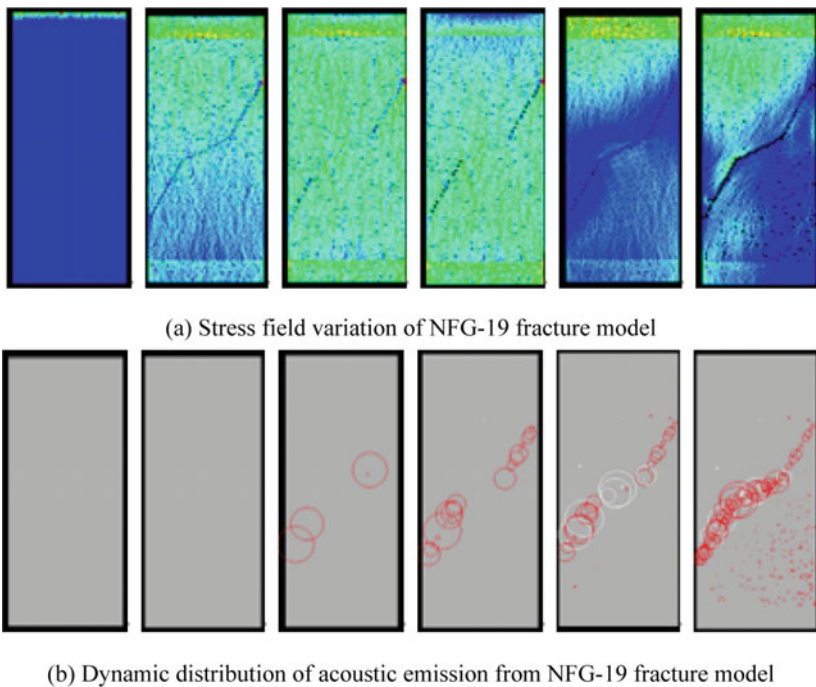 (a) Stress field variation of NFG-19 fracture model
(b) Dynamic distribution of acoustic emission from NFG-19 fracture model